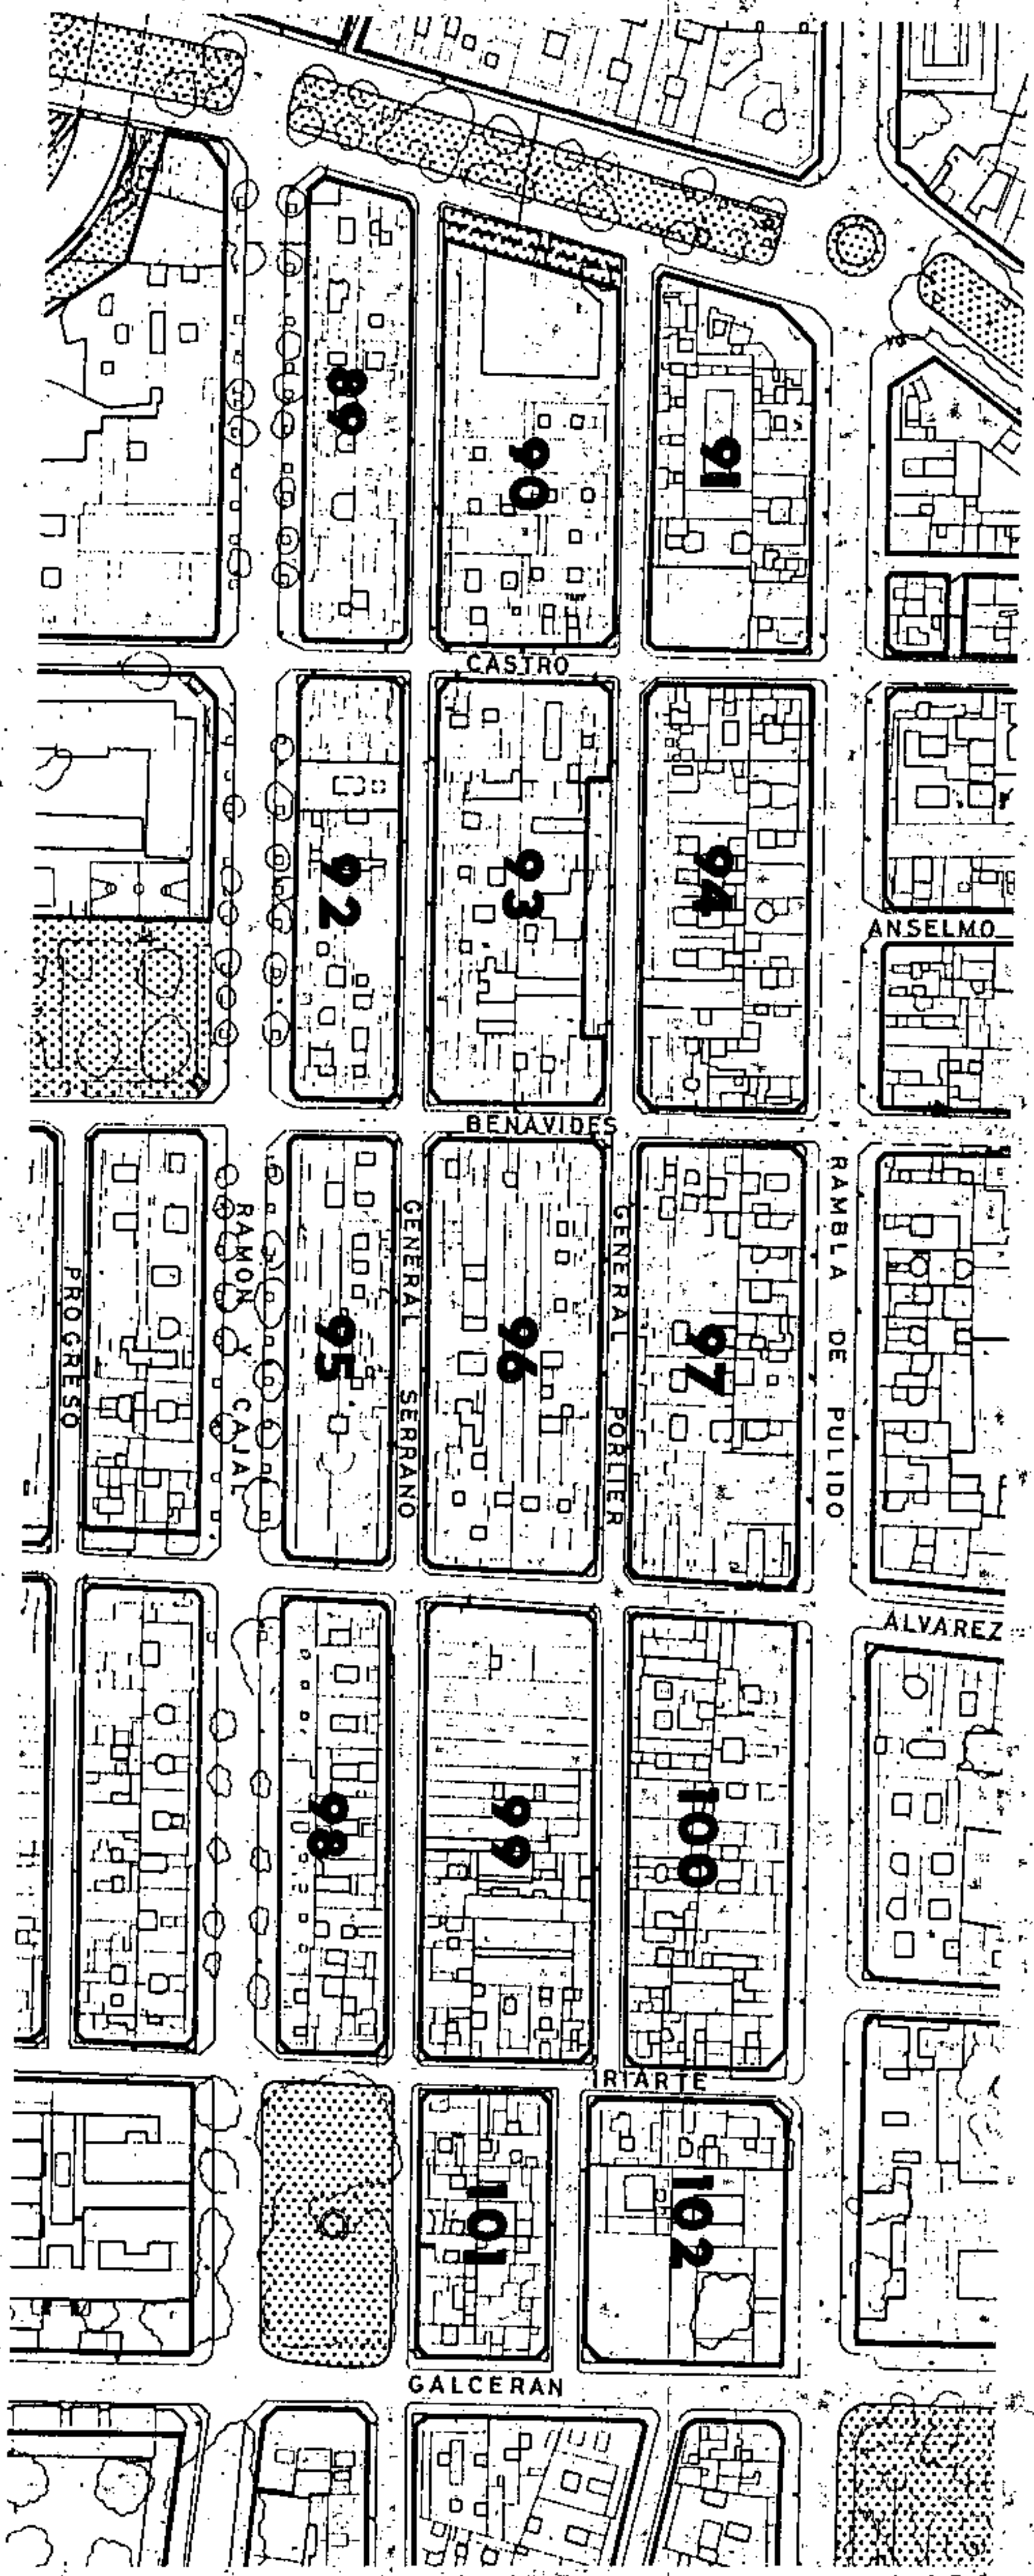 89
90
91
CASTRO
92
93
94
ANSELMO
BENAVIDES
PROGRESO
RAMON Y CAJAL
95
GENERAL SERRANO
96
GENERAL PORLIER
97
RAMBLA DE PULIDO
ALVAREZ
98
99
100
IRIARTE
101
102
GALCERAN